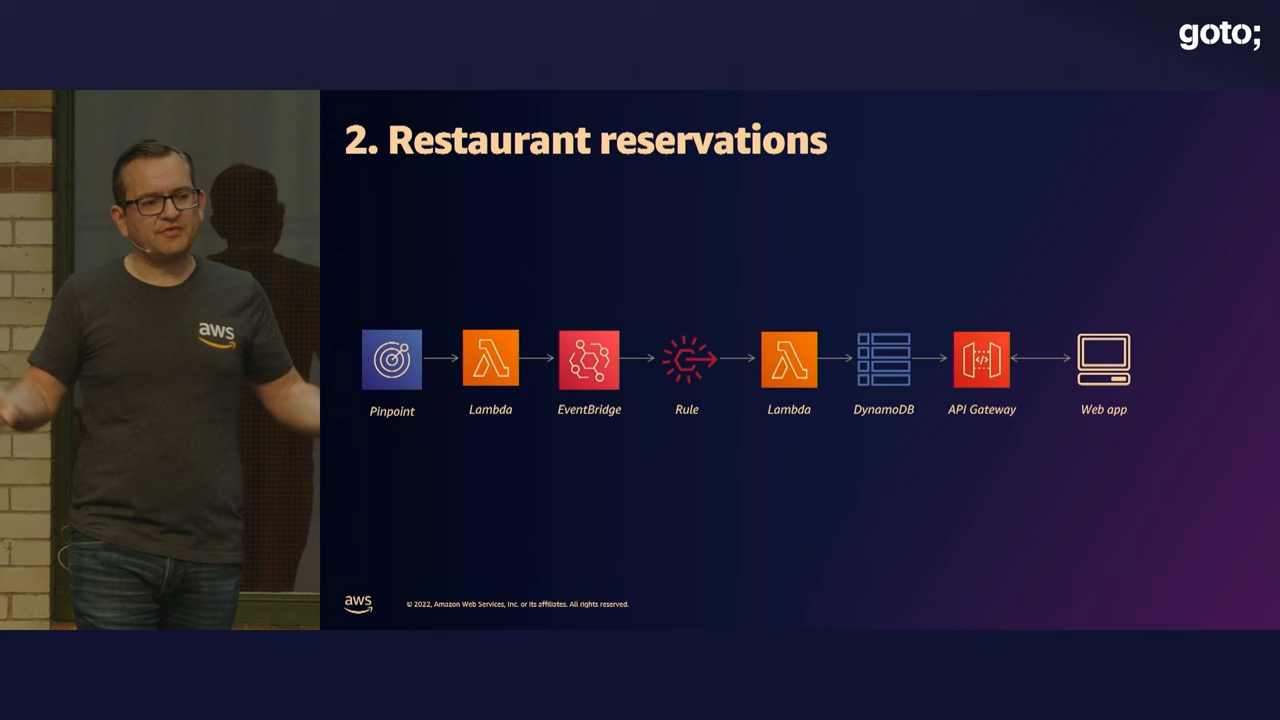 goto;
2. Restaurant reservations
aws
Pinpoint
Lambda
EventBridge
Rule
Lambda
DynamoDB
API Gateway
Web app
aws
© 2022, Amazon Web Services, Inc. or its affiliates. All rights reserved.